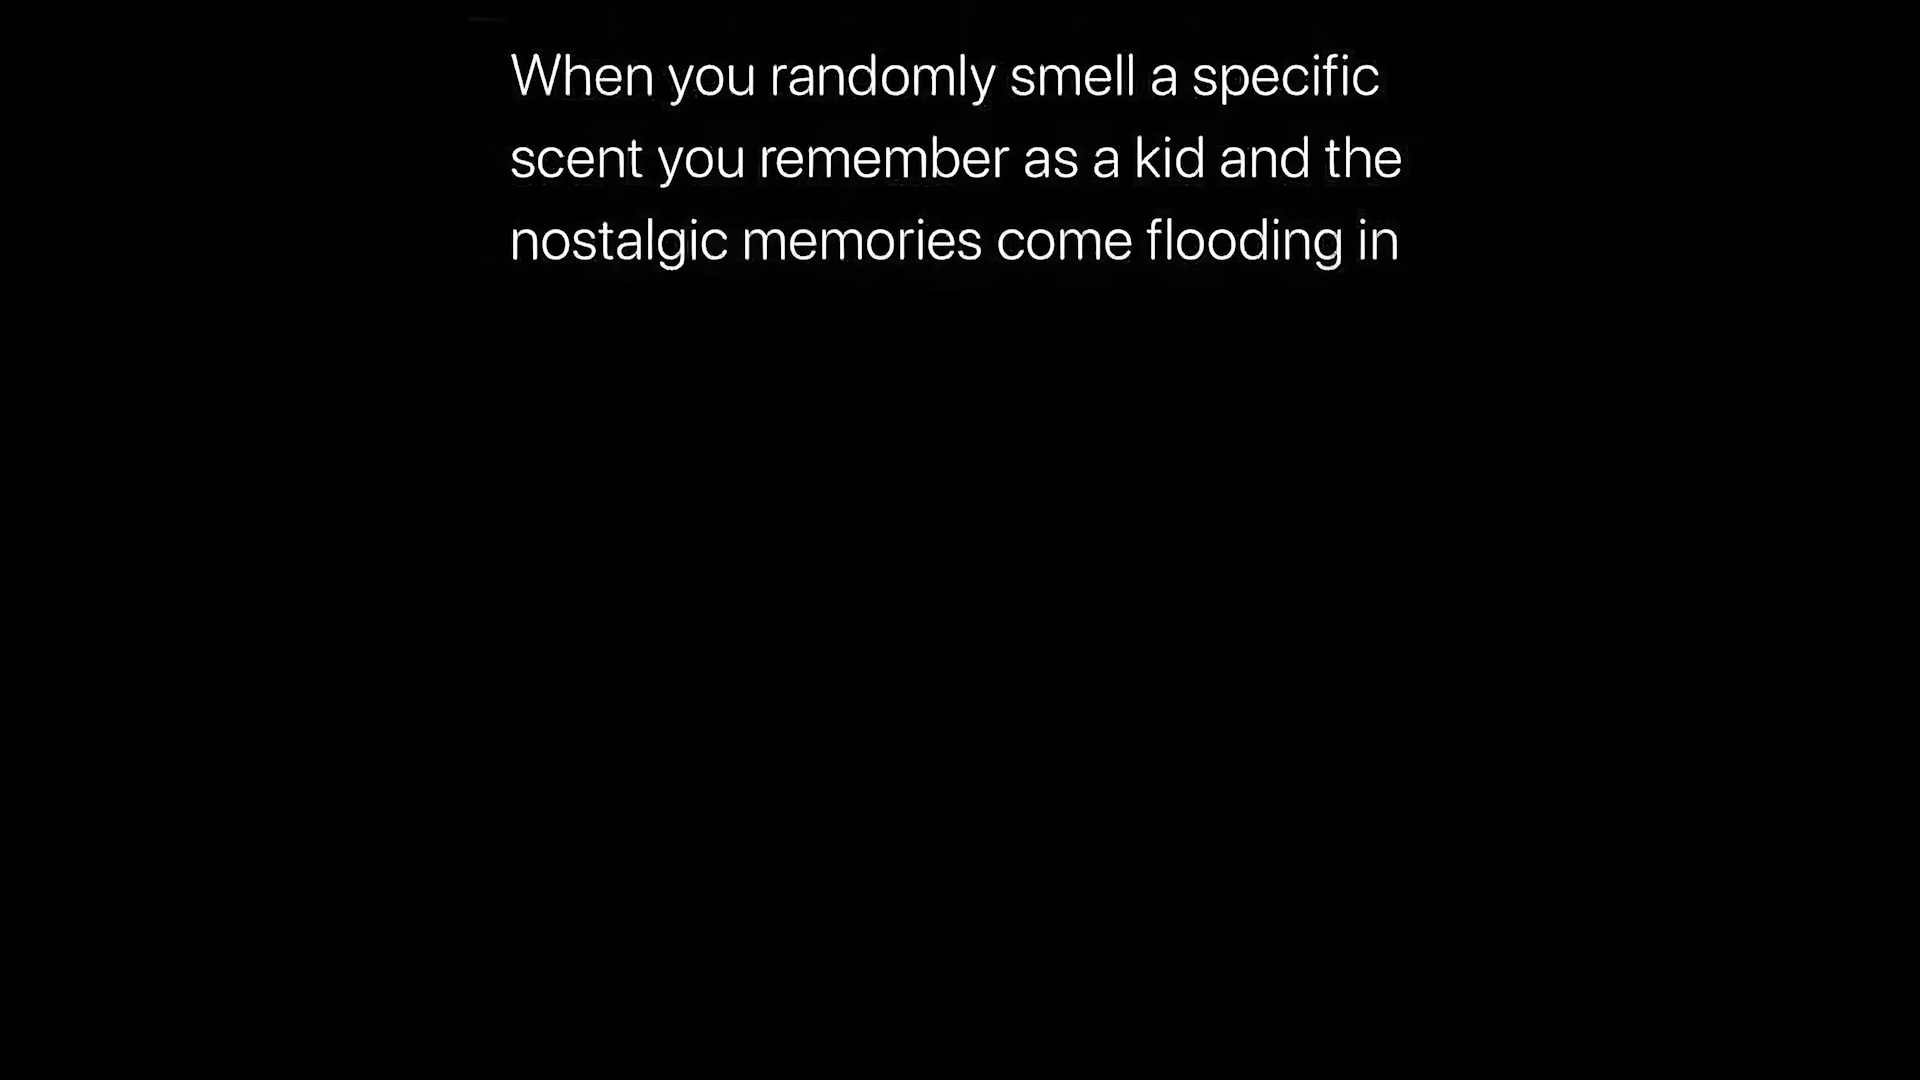 When you randomly smell a specific
scent you remember as a kid and the
nostalgic memories come flooding in